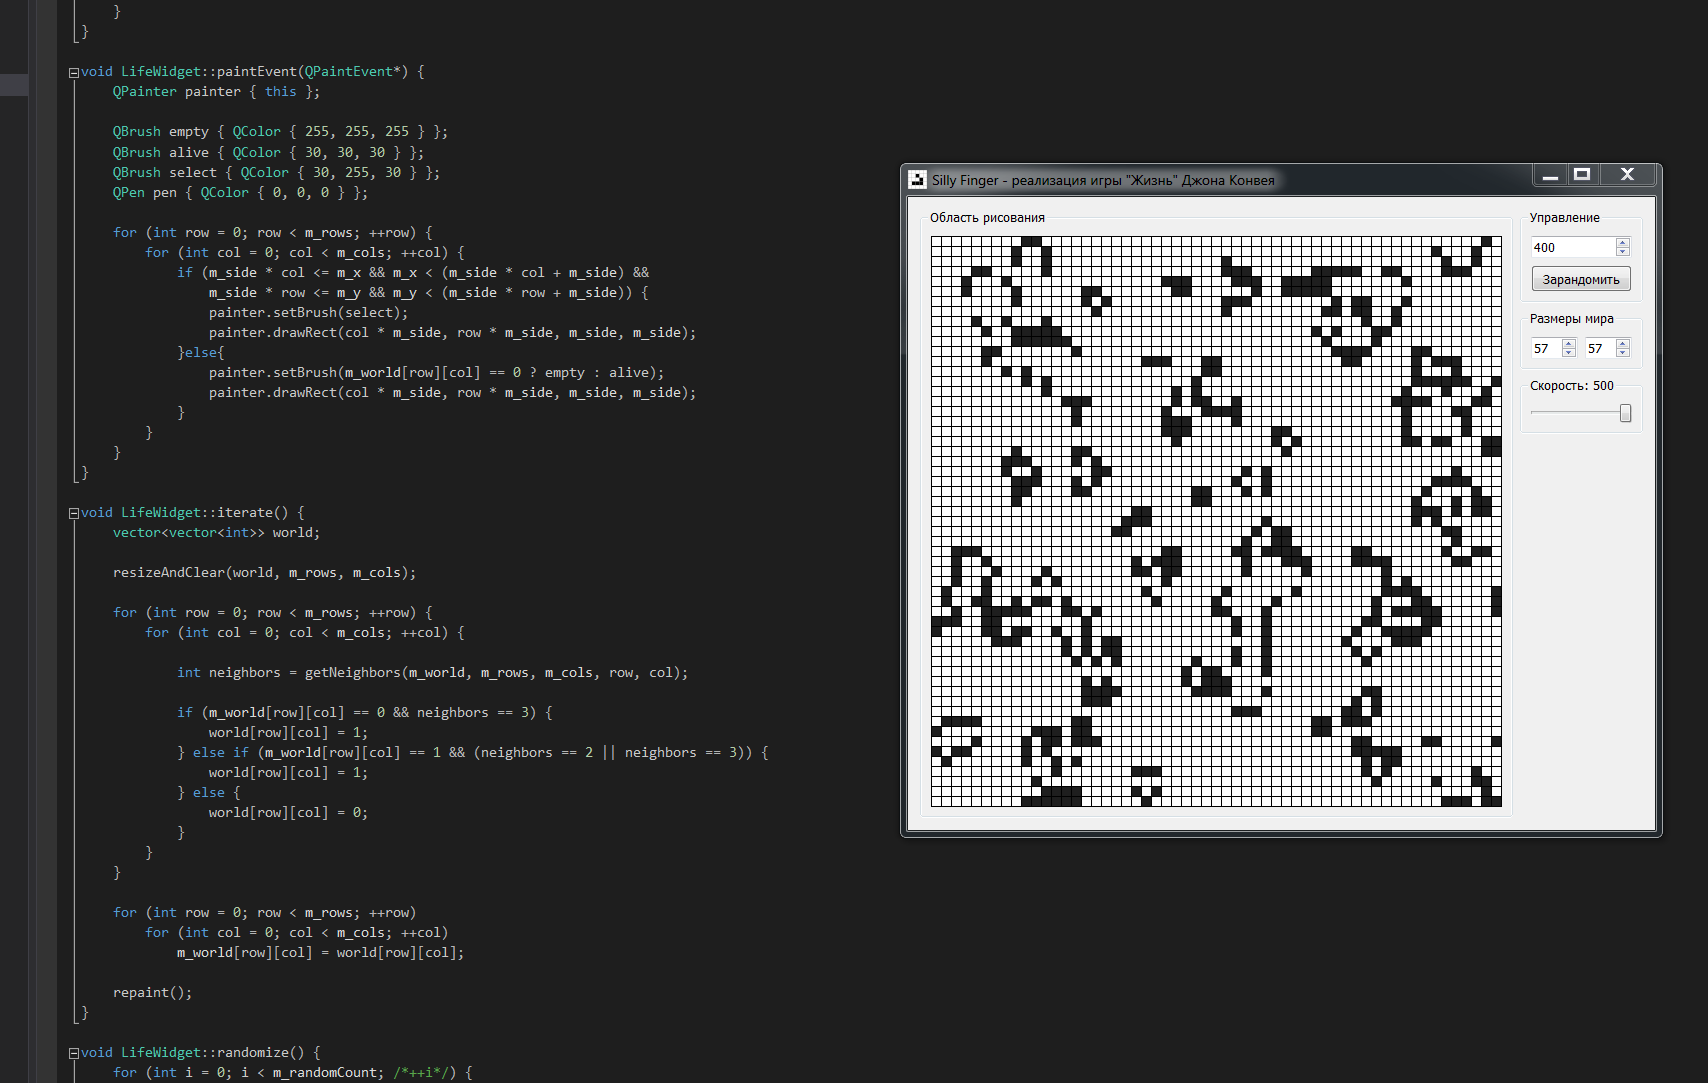 }
}
void LifeWidget::paintEvent(QPaintEvent*) {
    QPainter painter { this };
    QBrush empty { QColor { 255, 255, 255 } };
    QBrush alive { QColor { 30, 30, 30 } };
    QBrush select { QColor { 30, 255, 30 } };
    QPen pen { QColor { 0, 0, 0 } };
    for (int row = 0; row < m_rows; ++row) {
        for (int col = 0; col < m_cols; ++col) {
            if (m_side * col <= m_x && m_x < (m_side * col + m_side) &&
                m_side * row <= m_y && m_y < (m_side * row + m_side)) {
                painter.setBrush(select);
                painter.drawRect(col * m_side, row * m_side, m_side, m_side);
            }else{
                painter.setBrush(m_world[row][col] == 0 ? empty : alive);
                painter.drawRect(col * m_side, row * m_side, m_side, m_side);
            }
        }
    }
}
void LifeWidget::iterate() {
    vector<vector<int>> world;
    resizeAndClear(world, m_rows, m_cols);
    for (int row = 0; row < m_rows; ++row) {
        for (int col = 0; col < m_cols; ++col) {
            int neighbors = getNeighbors(m_world, m_rows, m_cols, row, col);
            if (m_world[row][col] == 0 && neighbors == 3) {
                world[row][col] = 1;
            } else if (m_world[row][col] == 1 && (neighbors == 2 || neighbors == 3)) {
                world[row][col] = 1;
            } else {
                world[row][col] = 0;
            }
        }
    }
    for (int row = 0; row < m_rows; ++row)
        for (int col = 0; col < m_cols; ++col)
            m_world[row][col] = world[row][col];
    repaint();
}
void LifeWidget::randomize() {
    for (int i = 0; i < m_randomCount; /*++i*/) {
Silly Finger - реализация игры "Жизнь" Джона Конвея
Область рисования
Управление
400
Зарандомить
Размеры мира
57 57
Скорость: 500